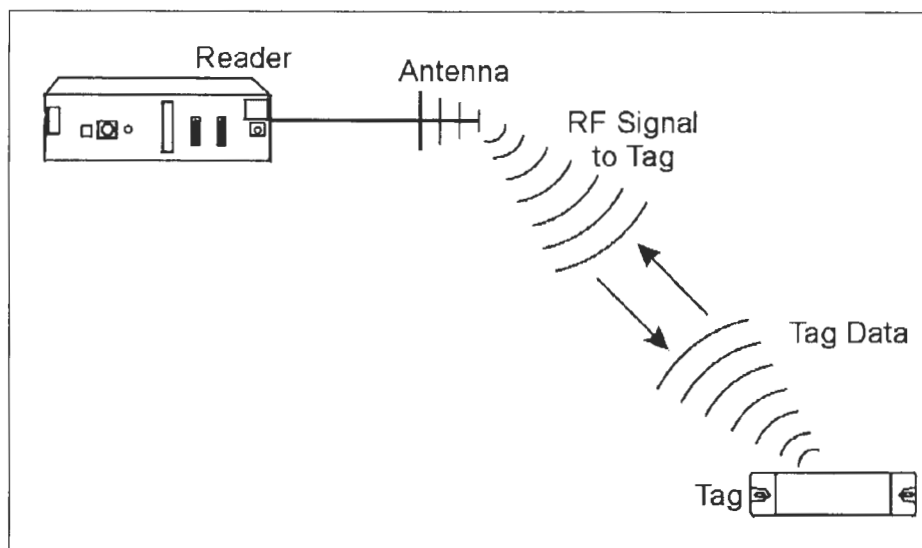 Reader
Antenna
RF Signal
to Tag
Tag Data
Tag